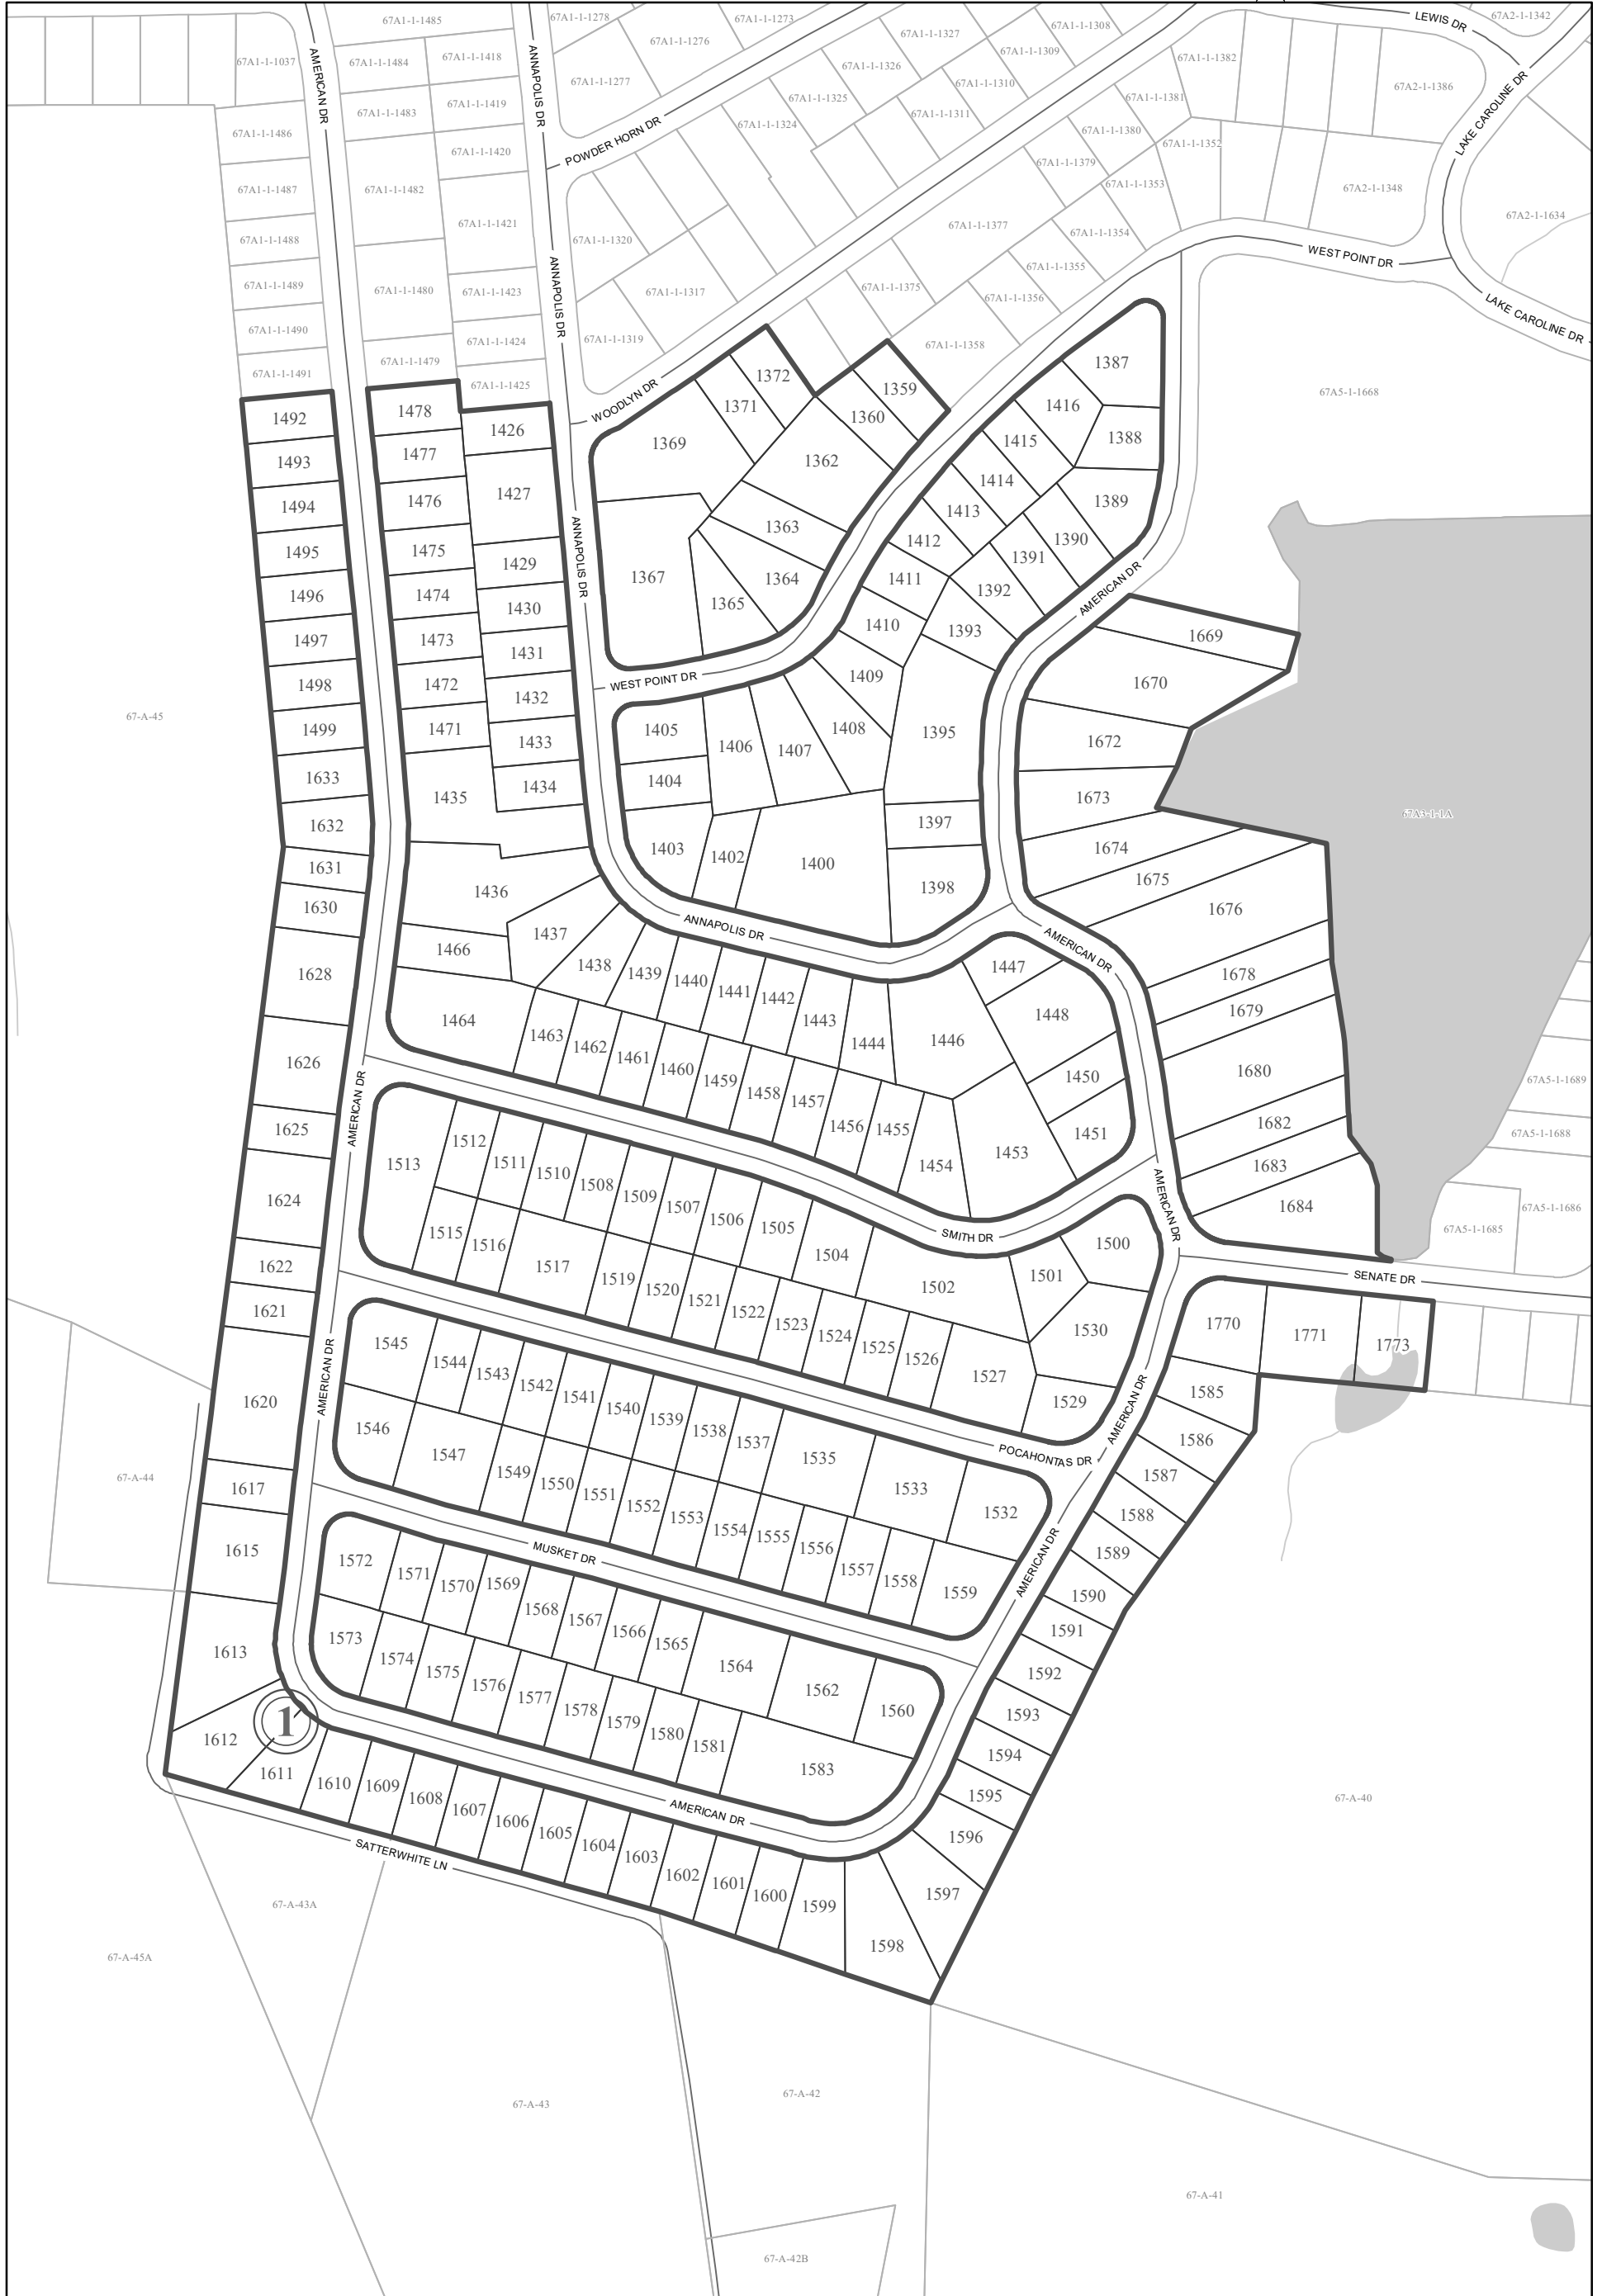 67A1-1-1485
67A1-1-1278
67A1-1-1273
67A1-1-1308
67A2-1-1342
LEWIS DR
67A1-1-1327
67A1-1-1276
67A1-1-1309
AMERICAN DR
ANNAPOLIS DR
67A1-1-1037
67A1-1-1484
67A1-1-1418
67A1-1-1382
67A1-1-1326
67A1-1-1277
67A1-1-1310
67A2-1-1386
67A1-1-1325
67A1-1-1381
67A1-1-1419
67A1-1-1483
67A1-1-1311
LAKE CAROLINE DR
67A1-1-1324
67A1-1-1380
67A1-1-1486
POWDER HORN DR
67A1-1-1352
67A1-1-1420
67A1-1-1379
67A1-1-1353
67A1-1-1487
67A1-1-1482
67A2-1-1348
67A2-1-1634
67A1-1-1421
67A1-1-1377
67A1-1-1354
67A1-1-1488
67A1-1-1320
WEST POINT DR
67A1-1-1355
67A1-1-1489
67A1-1-1480
67A1-1-1423
ANNAPOLIS DR
67A1-1-1317
67A1-1-1375
67A1-1-1356
LAKE CAROLINE DR
67A1-1-1490
67A1-1-1424
67A1-1-1319
67A1-1-1358
67A1-1-1479
67A1-1-1491
67A1-1-1425
1387
1372
1359
67A5-1-1668
WOODLYN DR
1371
1360
1416
1478
1492
1426
1369
1415
1388
1477
1493
1362
1414
1476
1427
1494
1413
1389
1363
1412
1390
1475
1495
ANNAPOLIS DR
1391
1429
1367
1364
1411
AMERICAN DR
1474
1496
1365
1392
1430
1410
1393
1669
1473
1497
1431
1409
WEST POINT DR
1670
1472
1498
1432
67-A-45
1471
1499
1405
1408
1395
1433
1406
1407
1672
1633
1404
1434
1435
1673
67A3-1-1A
1397
1632
1403
1402
1400
1674
1631
1398
1675
1436
1630
1676
1437
ANNAPOLIS DR
1466
AMERICAN DR
1438
1439
1440
1447
1628
1441
1442
1678
1464
1443
1448
1679
1463
1462
1444
1446
1461
1626
1460
1680
1459
1450
67A5-1-1689
1458
1457
AMERICAN DR
1682
1625
1512
1456
1455
1451
67A5-1-1688
1513
1511
1510
1453
1683
1508
1454
1509
1624
1507
AMERICAN DR
1684
67A5-1-1686
1506
1505
67A5-1-1685
1515
1516
SMITH DR
1500
1504
1622
1517
1501
1519
1502
SENATE DR
1520
1621
1521
1522
1770
1771
1773
1523
1530
1545
1524
1525
1544
1526
1543
AMERICAN DR
1542
1527
1541
1585
1540
1529
1620
1539
AMERICAN DR
1546
1538
1537
1586
1547
POCAHONTAS DR
1535
1549
67-A-44
1587
1617
1550
1551
1533
1552
1532
1588
1553
1554
1555
MUSKET DR
1556
1615
1572
1589
1557
AMERICAN DR
1571
1558
1570
1569
1559
1590
1568
1567
1566
1573
1565
1591
1613
1574
1564
1575
1592
1576
1562
1577
1578
1560
1593
1
1579
1612
1580
1581
1594
1583
1611
1610
1609
1608
1595
67-A-40
1607
AMERICAN DR
1606
1605
1596
SATTERWHITE LN
1604
1603
1602
1601
1597
1600
1599
67-A-43A
1598
67-A-45A
67-A-42
67-A-43
67-A-41
67-A-42B